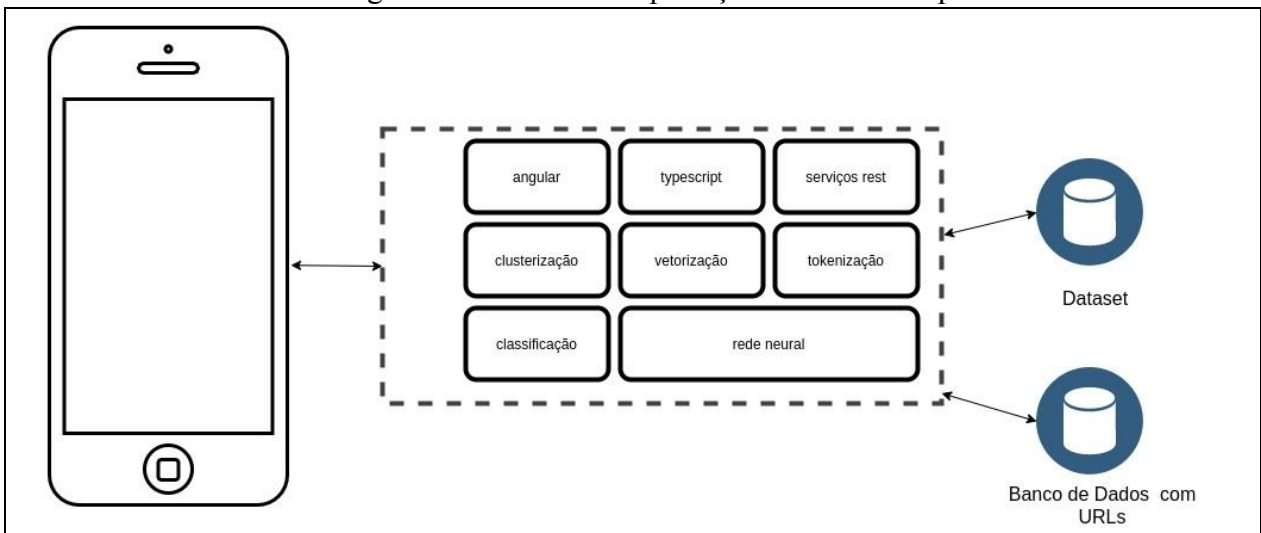 angular
typescript
serviços rest
clusterização
vetorização
tokenização
classificação
rede neural
Dataset
Banco de Dados com
URLs